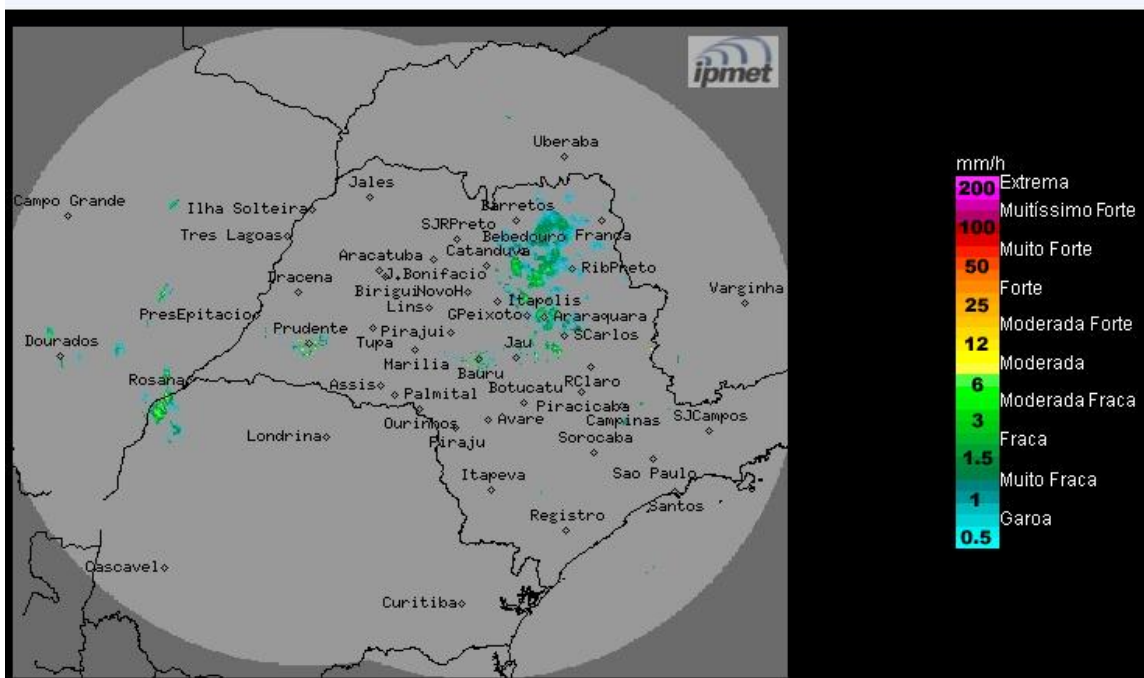 ipmet
Uberaba
Jales
Campo Grande
Ilha Solteira
Barretos
SJRPreto
Franca
Tres Lagoas
Bebedouro
Catanduva
Aracatuba
J.Bonifacio
RibPreto
Dracena
Birigui
NovoH
Varginha
Itapolis
Lins
PresEpitacio
GPeixoto
Araraquara
Prudente
Pirajui
SCarlos
Dourados
Tupa
Jau
Marilia
Bauru
Rosana
Assis
Botucatu
RClaro
Palmital
Piracicaba
Avare
Campinas
SJCampos
Ourinhos
Londrina
Piraju
Sorocaba
Itapeva
Sao Paulo
Santos
Registro
Cascavel
Curitiba
mm/h
200 Extrema
Muitíssimo Forte
100
Muito Forte
50
Forte
25
Moderada Forte
12
Moderada
6
Moderada Fraca
3
Fraca
1.5
Muito Fraca
1
Garoa
0.5